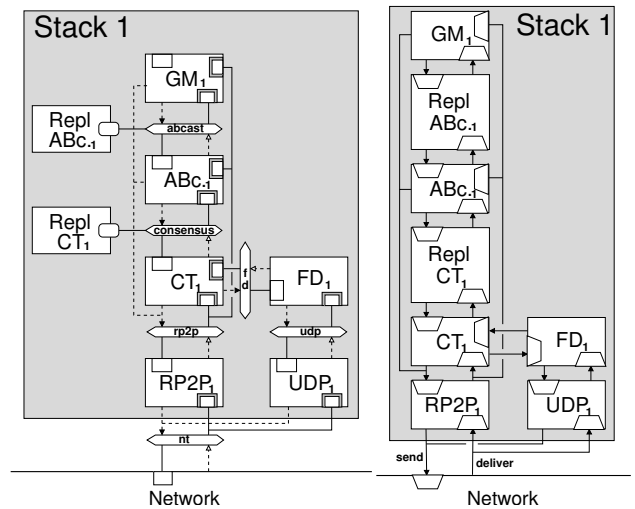 Stack 1
GM1
Repl
ABc.1
abcast
ABc.1
Repl
CT1
consensus
CT1
f
d
FD1
rp2p
udp
RP2P1
UDP1
nt
Network
Stack 1
GM1
Repl
ABc.1
ABc.1
Repl
CT1
CT1
FD1
RP2P1
UDP1
send
deliver
Network